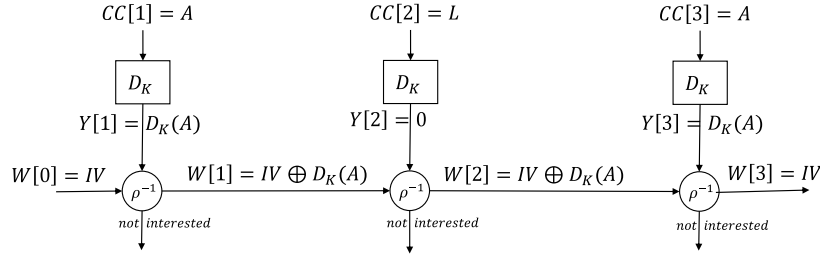 CC[1] = A CC[2] = L CC[3] = A
D_K D_K D_K
Y[1] = D_K(A) Y[2] = 0 Y[3] = D_K(A)
W[0] = IV W[1] = IV ⊕ D_K(A) W[2] = IV ⊕ D_K(A) W[3] = IV
ρ⁻¹ ρ⁻¹ ρ⁻¹
not interested not interested not interested